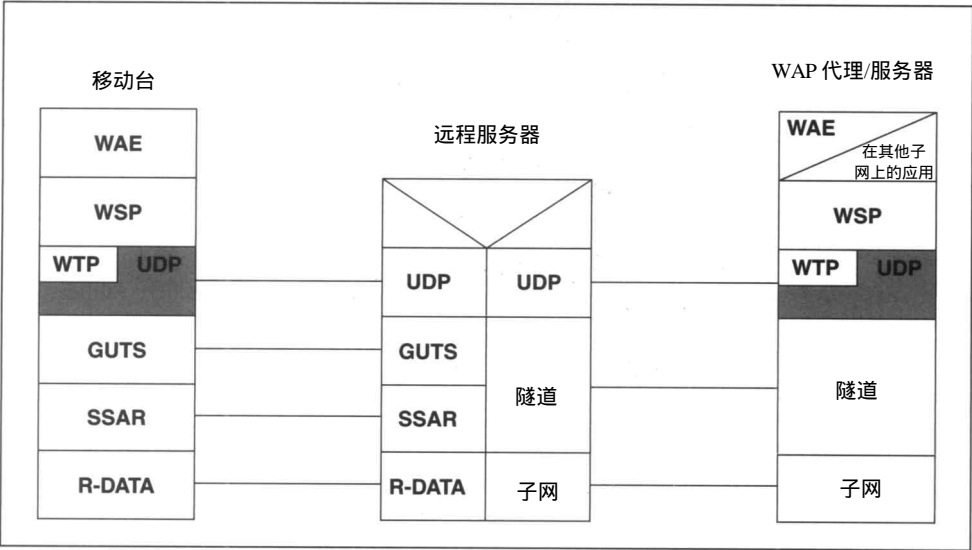 移动台
WAE
WSP
WTP UDP
GUTS
SSAR
R-DATA
远程服务器
UDP UDP
GUTS
SSAR
隧道
R-DATA 子网
WAP 代理/服务器
WAE
在其他子
网上的应用
WSP
WTP UDP
隧道
子网